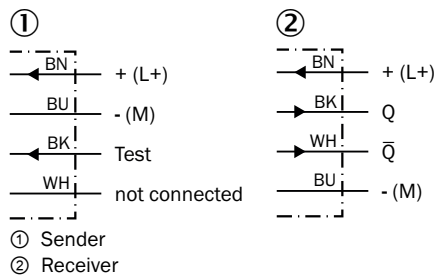 ① ②
BN + (L+)
BU - (M)
BK Test
WH not connected
BN + (L+)
BK Q
WH Q̅
BU - (M)
① Sender
② Receiver